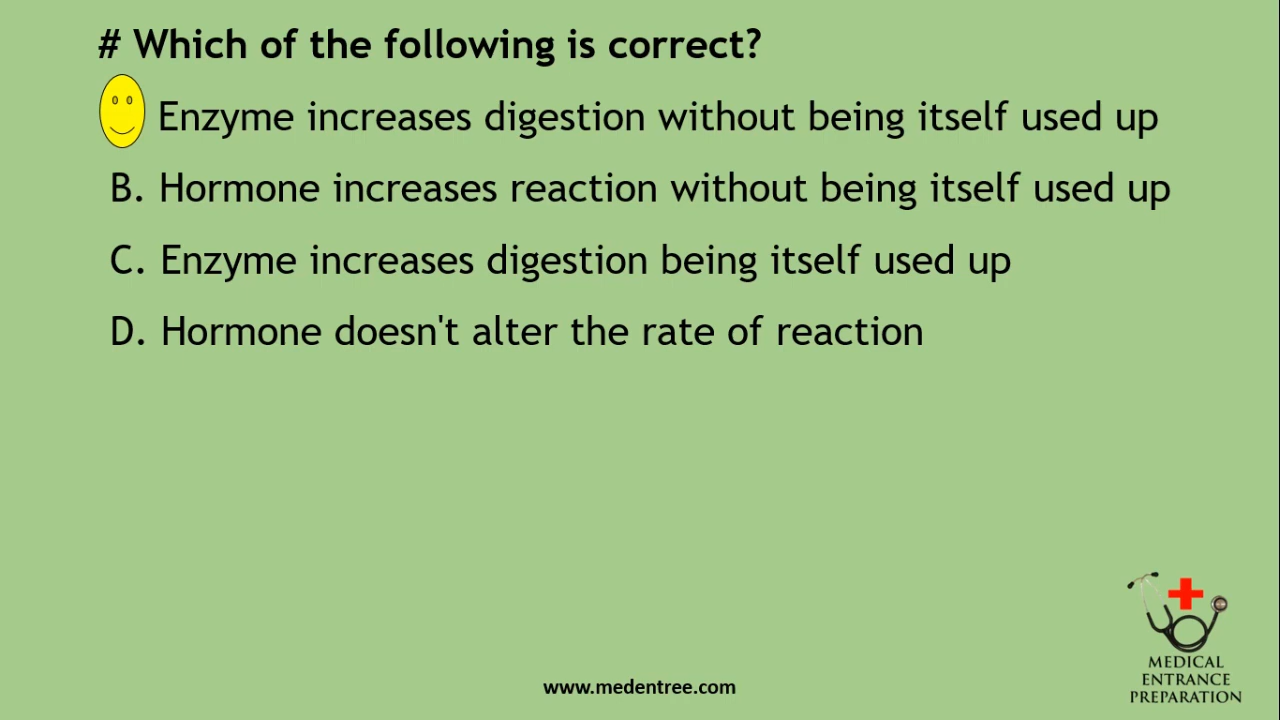 # Which of the following is correct?
Enzyme increases digestion without being itself used up
B. Hormone increases reaction without being itself used up
C. Enzyme increases digestion being itself used up
D. Hormone doesn't alter the rate of reaction
MEDICAL
ENTRANCE
PREPARATION
www.medentree.com